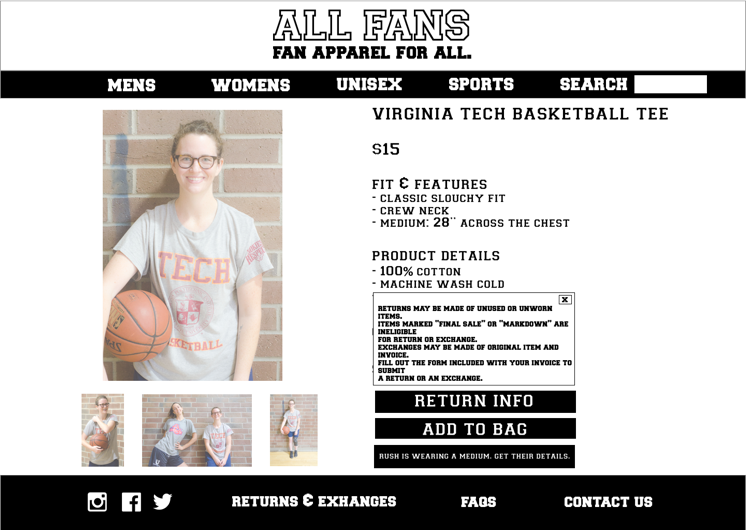 ALL FANS
FAN APPAREL FOR ALL.
MENS WOMENS UNISEX SPORTS SEARCH
VIRGINIA TECH BASKETBALL TEE
$15
FIT & FEATURES
- CLASSIC SLOUCHY FIT
- CREW NECK
- MEDIUM: 28" ACROSS THE CHEST
PRODUCT DETAILS
- 100% COTTON
- MACHINE WASH COLD
X
RETURNS MAY BE MADE OF UNUSED OR UNWORN
ITEMS.
ITEMS MARKED "FINAL SALE" OR "MARKDOWN" ARE
INELIGIBLE
FOR RETURN OR EXCHANGE.
EXCHANGES MAY BE MADE OF ORIGINAL ITEM AND
INVOICE.
FILL OUT THE FORM INCLUDED WITH YOUR INVOICE TO
SUBMIT
A RETURN OR AN EXCHANGE.
RETURN INFO
ADD TO BAG
RUSH IS WEARING A MEDIUM. GET THEIR DETAILS.
TECH
BASKETBALL
RETURNS & EXHANGES FAQS CONTACT US